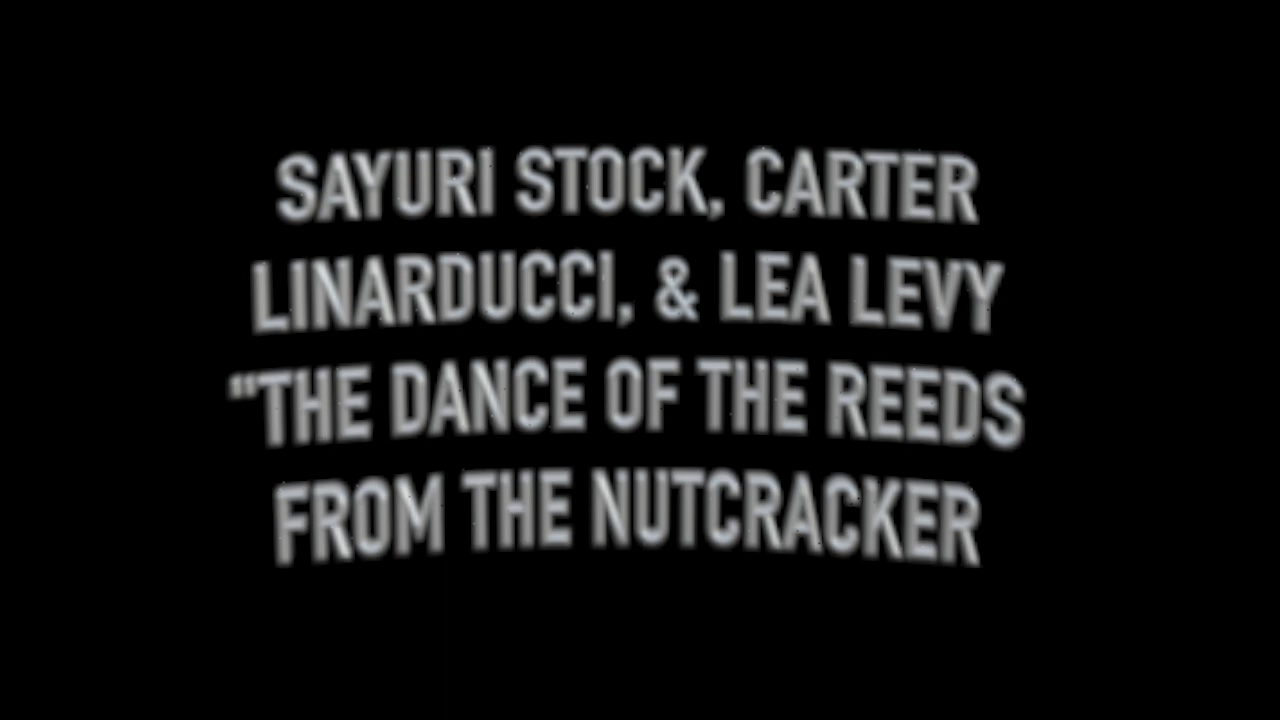 SAYURI STOCK, CARTER
LINARDUCCI, & LEA LEVY
"THE DANCE OF THE REEDS
FROM THE NUTCRACKER